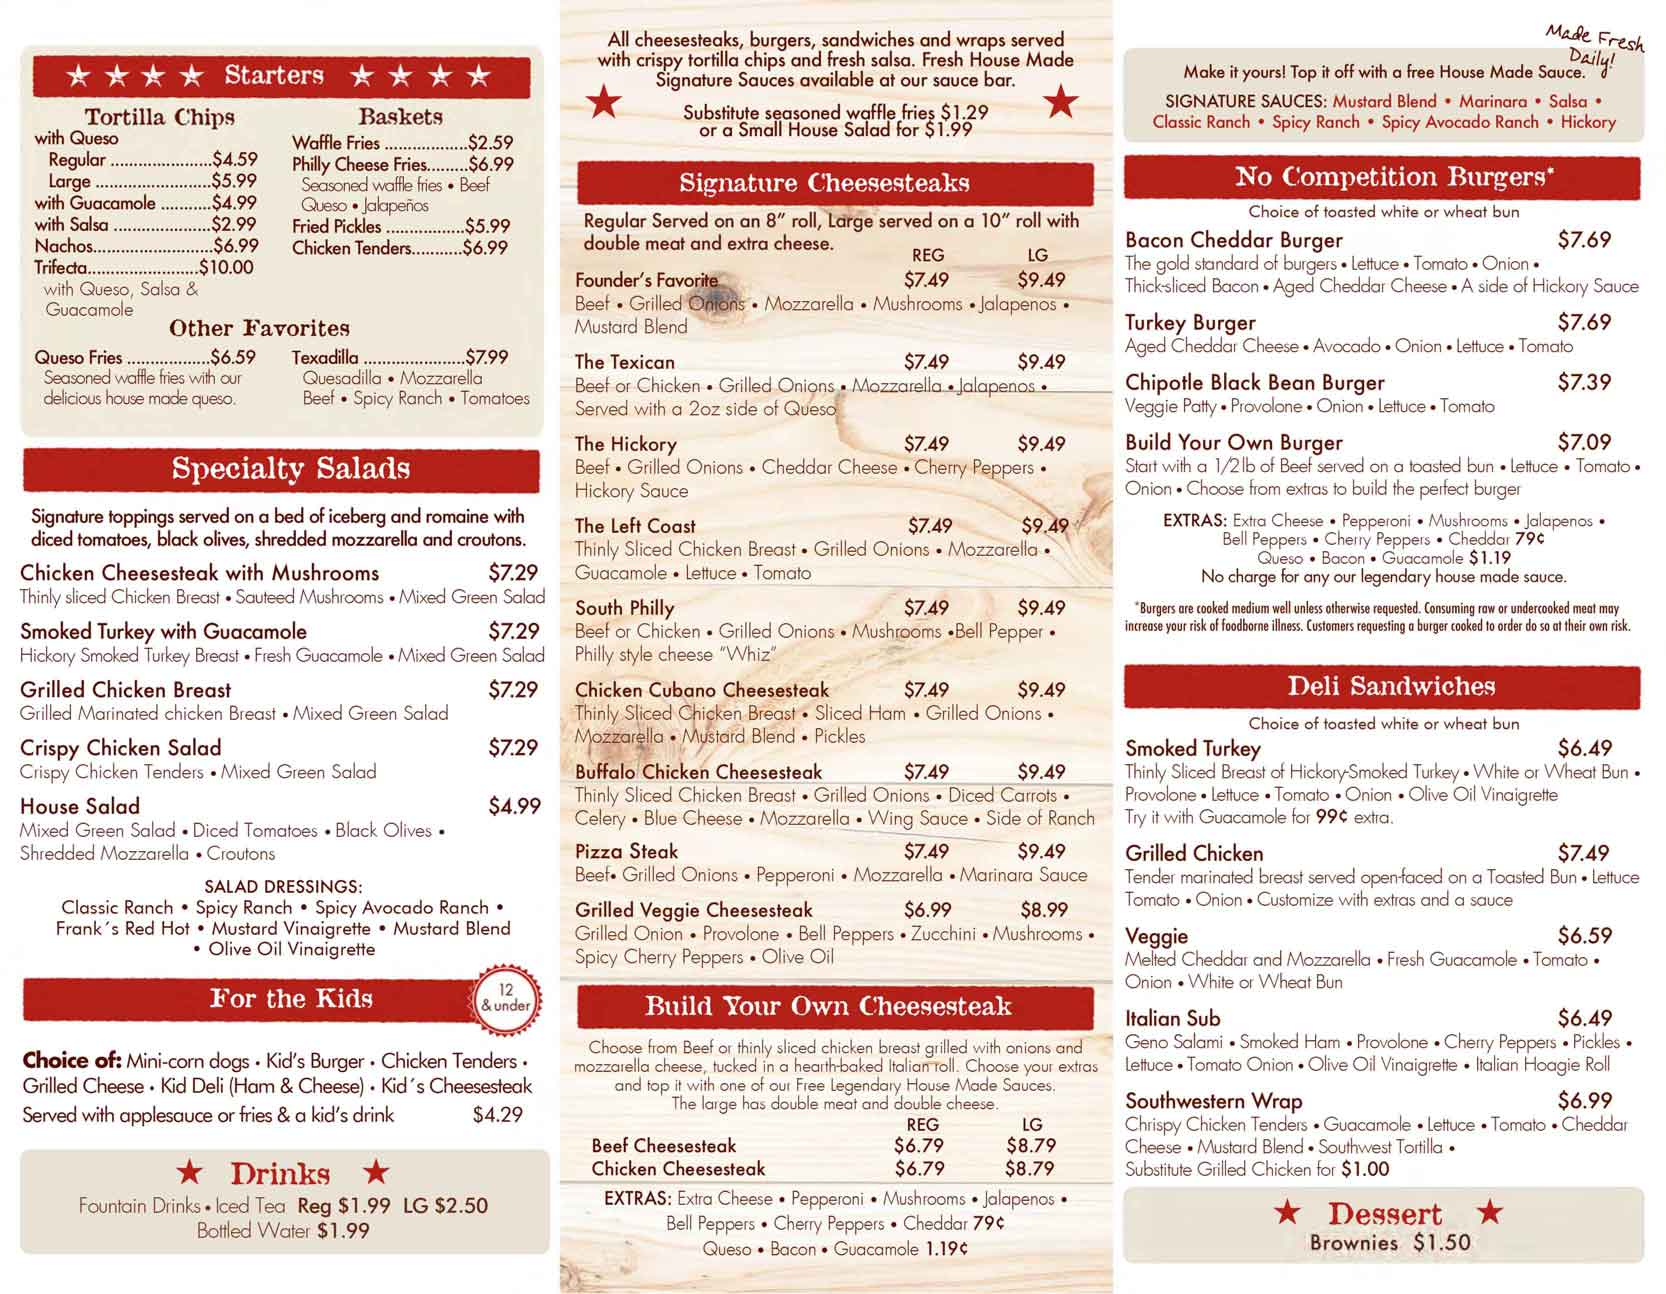 ★ ★ ★ ★ Starters ★ ★ ★ ★
Tortilla Chips
with Queso
Regular ......................$4.59
Large .........................$5.99
with Guacamole ...........$4.99
with Salsa .....................$2.99
Nachos..........................$6.99
Trifecta........................$10.00
with Queso, Salsa &
Guacamole
Baskets
Waffle Fries ..................$2.59
Philly Cheese Fries.........$6.99
Seasoned waffle fries • Beef
Queso • Jalapeños
Fried Pickles .................$5.99
Chicken Tenders...........$6.99
Other Favorites
Queso Fries ..................$6.59
Seasoned waffle fries with our
delicious house made queso.
Texadilla ......................$7.99
Quesadilla • Mozzarella
Beef • Spicy Ranch • Tomatoes
Specialty Salads
Signature toppings served on a bed of iceberg and romaine with
diced tomatoes, black olives, shredded mozzarella and croutons.
Chicken Cheesesteak with Mushrooms $7.29
Thinly sliced Chicken Breast • Sauteed Mushrooms • Mixed Green Salad
Smoked Turkey with Guacamole $7.29
Hickory Smoked Turkey Breast • Fresh Guacamole • Mixed Green Salad
Grilled Chicken Breast $7.29
Grilled Marinated chicken Breast • Mixed Green Salad
Crispy Chicken Salad $7.29
Crispy Chicken Tenders • Mixed Green Salad
House Salad $4.99
Mixed Green Salad • Diced Tomatoes • Black Olives •
Shredded Mozzarella • Croutons
SALAD DRESSINGS:
Classic Ranch • Spicy Ranch • Spicy Avocado Ranch •
Frank´s Red Hot • Mustard Vinaigrette • Mustard Blend
• Olive Oil Vinaigrette
For the Kids
12
& under
Choice of: Mini-corn dogs • Kid's Burger • Chicken Tenders •
Grilled Cheese • Kid Deli (Ham & Cheese) • Kid´s Cheesesteak
Served with applesauce or fries & a kid's drink $4.29
★ Drinks ★
Fountain Drinks • Iced Tea Reg $1.99 LG $2.50
Bottled Water $1.99
All cheesesteaks, burgers, sandwiches and wraps served
with crispy tortilla chips and fresh salsa. Fresh House Made
Signature Sauces available at our sauce bar.
Substitute seasoned waffle fries $1.29
or a Small House Salad for $1.99
Signature Cheesesteaks
Regular Served on an 8" roll, Large served on a 10" roll with
double meat and extra cheese.
REG LG
Founder's Favorite $7.49 $9.49
Beef • Grilled Onions • Mozzarella • Mushrooms • Jalapenos •
Mustard Blend
The Texican $7.49 $9.49
Beef or Chicken • Grilled Onions • Mozzarella • Jalapenos •
Served with a 2oz side of Queso
The Hickory $7.49 $9.49
Beef • Grilled Onions • Cheddar Cheese • Cherry Peppers •
Hickory Sauce
The Left Coast $7.49 $9.49
Thinly Sliced Chicken Breast • Grilled Onions • Mozzarella •
Guacamole • Lettuce • Tomato
South Philly $7.49 $9.49
Beef or Chicken • Grilled Onions • Mushrooms •Bell Pepper •
Philly style cheese "Whiz"
Chicken Cubano Cheesesteak $7.49 $9.49
Thinly Sliced Chicken Breast • Sliced Ham • Grilled Onions •
Mozzarella • Mustard Blend • Pickles
Buffalo Chicken Cheesesteak $7.49 $9.49
Thinly Sliced Chicken Breast • Grilled Onions • Diced Carrots •
Celery • Blue Cheese • Mozzarella • Wing Sauce • Side of Ranch
Pizza Steak $7.49 $9.49
Beef• Grilled Onions • Pepperoni • Mozzarella • Marinara Sauce
Grilled Veggie Cheesesteak $6.99 $8.99
Grilled Onion • Provolone • Bell Peppers • Zucchini • Mushrooms •
Spicy Cherry Peppers • Olive Oil
Build Your Own Cheesesteak
Choose from Beef or thinly sliced chicken breast grilled with onions and
mozzarella cheese, tucked in a hearth-baked Italian roll. Choose your extras
and top it with one of our Free Legendary House Made Sauces.
The large has double meat and double cheese.
REG LG
Beef Cheesesteak $6.79 $8.79
Chicken Cheesesteak $6.79 $8.79
EXTRAS: Extra Cheese • Pepperoni • Mushrooms • Jalapenos •
Bell Peppers • Cherry Peppers • Cheddar 79¢
Queso • Bacon • Guacamole 1.19¢
Made Fresh
Daily!
Make it yours! Top it off with a free House Made Sauce.
SIGNATURE SAUCES: Mustard Blend • Marinara • Salsa •
Classic Ranch • Spicy Ranch • Spicy Avocado Ranch • Hickory
No Competition Burgers*
Choice of toasted white or wheat bun
Bacon Cheddar Burger $7.69
The gold standard of burgers • Lettuce • Tomato • Onion •
Thick-sliced Bacon • Aged Cheddar Cheese • A side of Hickory Sauce
Turkey Burger $7.69
Aged Cheddar Cheese • Avocado • Onion • Lettuce • Tomato
Chipotle Black Bean Burger $7.39
Veggie Patty • Provolone • Onion • Lettuce • Tomato
Build Your Own Burger $7.09
Start with a 1/2lb of Beef served on a toasted bun • Lettuce • Tomato •
Onion • Choose from extras to build the perfect burger
EXTRAS: Extra Cheese • Pepperoni • Mushrooms • Jalapenos •
Bell Peppers • Cherry Peppers • Cheddar 79¢
Queso • Bacon • Guacamole $1.19
No charge for any our legendary house made sauce.
*Burgers are cooked medium well unless otherwise requested. Consuming raw or undercooked meat may
increase your risk of foodborne illness. Customers requesting a burger cooked to order do so at their own risk.
Deli Sandwiches
Choice of toasted white or wheat bun
Smoked Turkey $6.49
Thinly Sliced Breast of Hickory-Smoked Turkey • White or Wheat Bun •
Provolone • Lettuce • Tomato • Onion • Olive Oil Vinaigrette
Try it with Guacamole for 99¢ extra.
Grilled Chicken $7.49
Tender marinated breast served open-faced on a Toasted Bun • Lettuce
Tomato • Onion • Customize with extras and a sauce
Veggie $6.59
Melted Cheddar and Mozzarella • Fresh Guacamole • Tomato •
Onion • White or Wheat Bun
Italian Sub $6.49
Geno Salami • Smoked Ham • Provolone • Cherry Peppers • Pickles •
Lettuce • Tomato Onion • Olive Oil Vinaigrette • Italian Hoagie Roll
Southwestern Wrap $6.99
Chrispy Chicken Tenders • Guacamole • Lettuce • Tomato • Cheddar
Cheese • Mustard Blend • Southwest Tortilla •
Substitute Grilled Chicken for $1.00
★ Dessert ★
Brownies $1.50